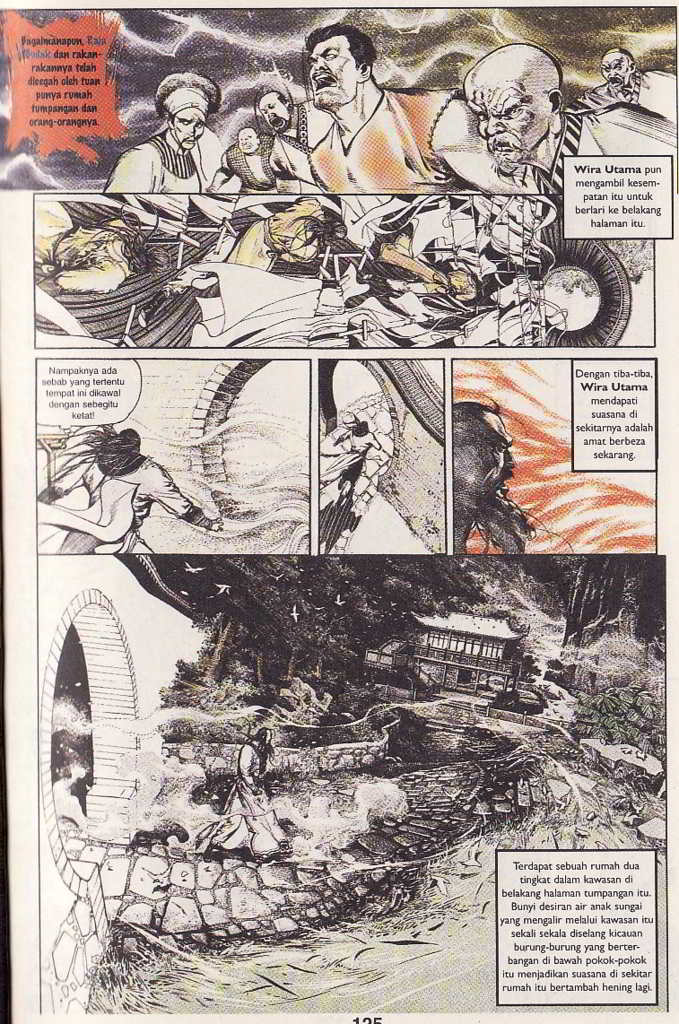 Bagaimanapun, Raja
Budak dan rakan-
rakannya telah
dicegah oleh tuan
punya rumah
tumpangan dan
orang-orangnya.
Wira Utama pun
mengambil kesem-
patan itu untuk
berlari ke belakang
halaman itu.
Nampaknya ada
sebab yang tertentu
tempat ini dikawal
dengan sebegitu
ketat!
Dengan tiba-tiba,
Wira Utama
mendapati
suasana di
sekitarnya adalah
amat berbeza
sekarang.
Terdapat sebuah rumah dua
tingkat dalam kawasan di
belakang halaman tumpangan itu.
Bunyi desiran air anak sungai
yang mengalir melalui kawasan itu
sekali sekala diselang kicauan
burung-burung yang berter-
bangan di bawah pokok-pokok
itu menjadikan suasana di sekitar
rumah itu bertambah hening lagi.
125